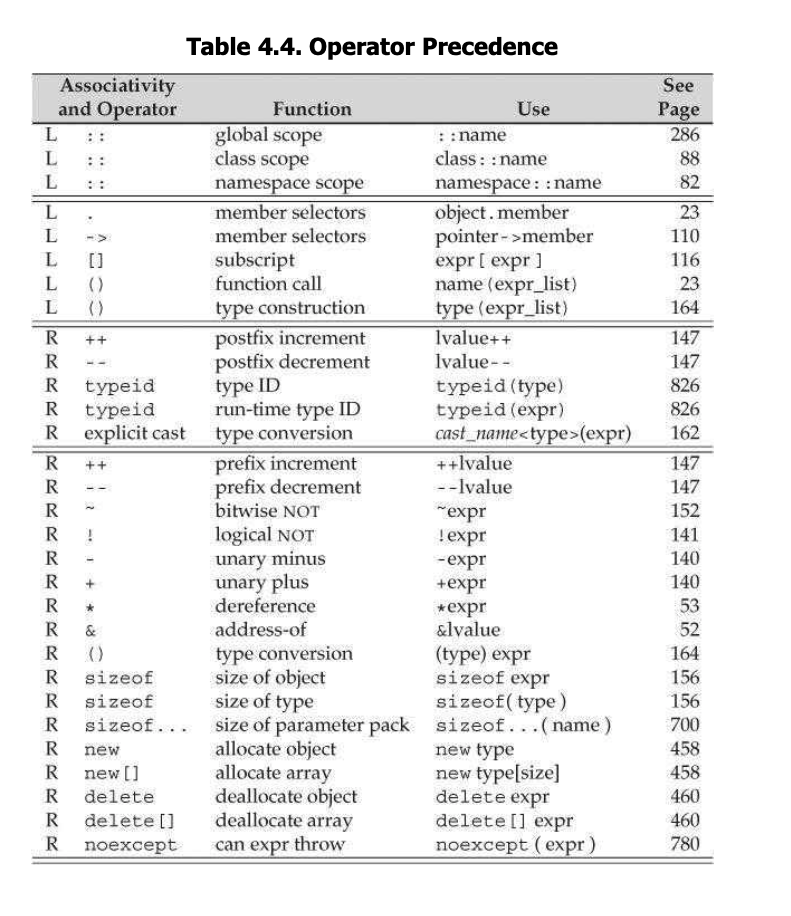 Table 4.4. Operator Precedence
Associativity See
and Operator Function Use Page
L :: global scope ::name 286
L :: class scope class::name 88
L :: namespace scope namespace::name 82
L . member selectors object.member 23
L -> member selectors pointer->member 110
L [] subscript expr[ expr ] 116
L () function call name(expr_list) 23
L () type construction type(expr_list) 164
R ++ postfix increment lvalue++ 147
R -- postfix decrement lvalue-- 147
R typeid type ID typeid(type) 826
R typeid run-time type ID typeid(expr) 826
R explicit cast type conversion cast_name<type>(expr) 162
R ++ prefix increment ++lvalue 147
R -- prefix decrement --lvalue 147
R ~ bitwise NOT ~expr 152
R ! logical NOT !expr 141
R - unary minus -expr 140
R + unary plus +expr 140
R * dereference *expr 53
R & address-of &lvalue 52
R () type conversion (type) expr 164
R sizeof size of object sizeof expr 156
R sizeof size of type sizeof( type ) 156
R sizeof... size of parameter pack sizeof...( name ) 700
R new allocate object new type 458
R new[] allocate array new type[size] 458
R delete deallocate object delete expr 460
R delete[] deallocate array delete[] expr 460
R noexcept can expr throw noexcept ( expr ) 780